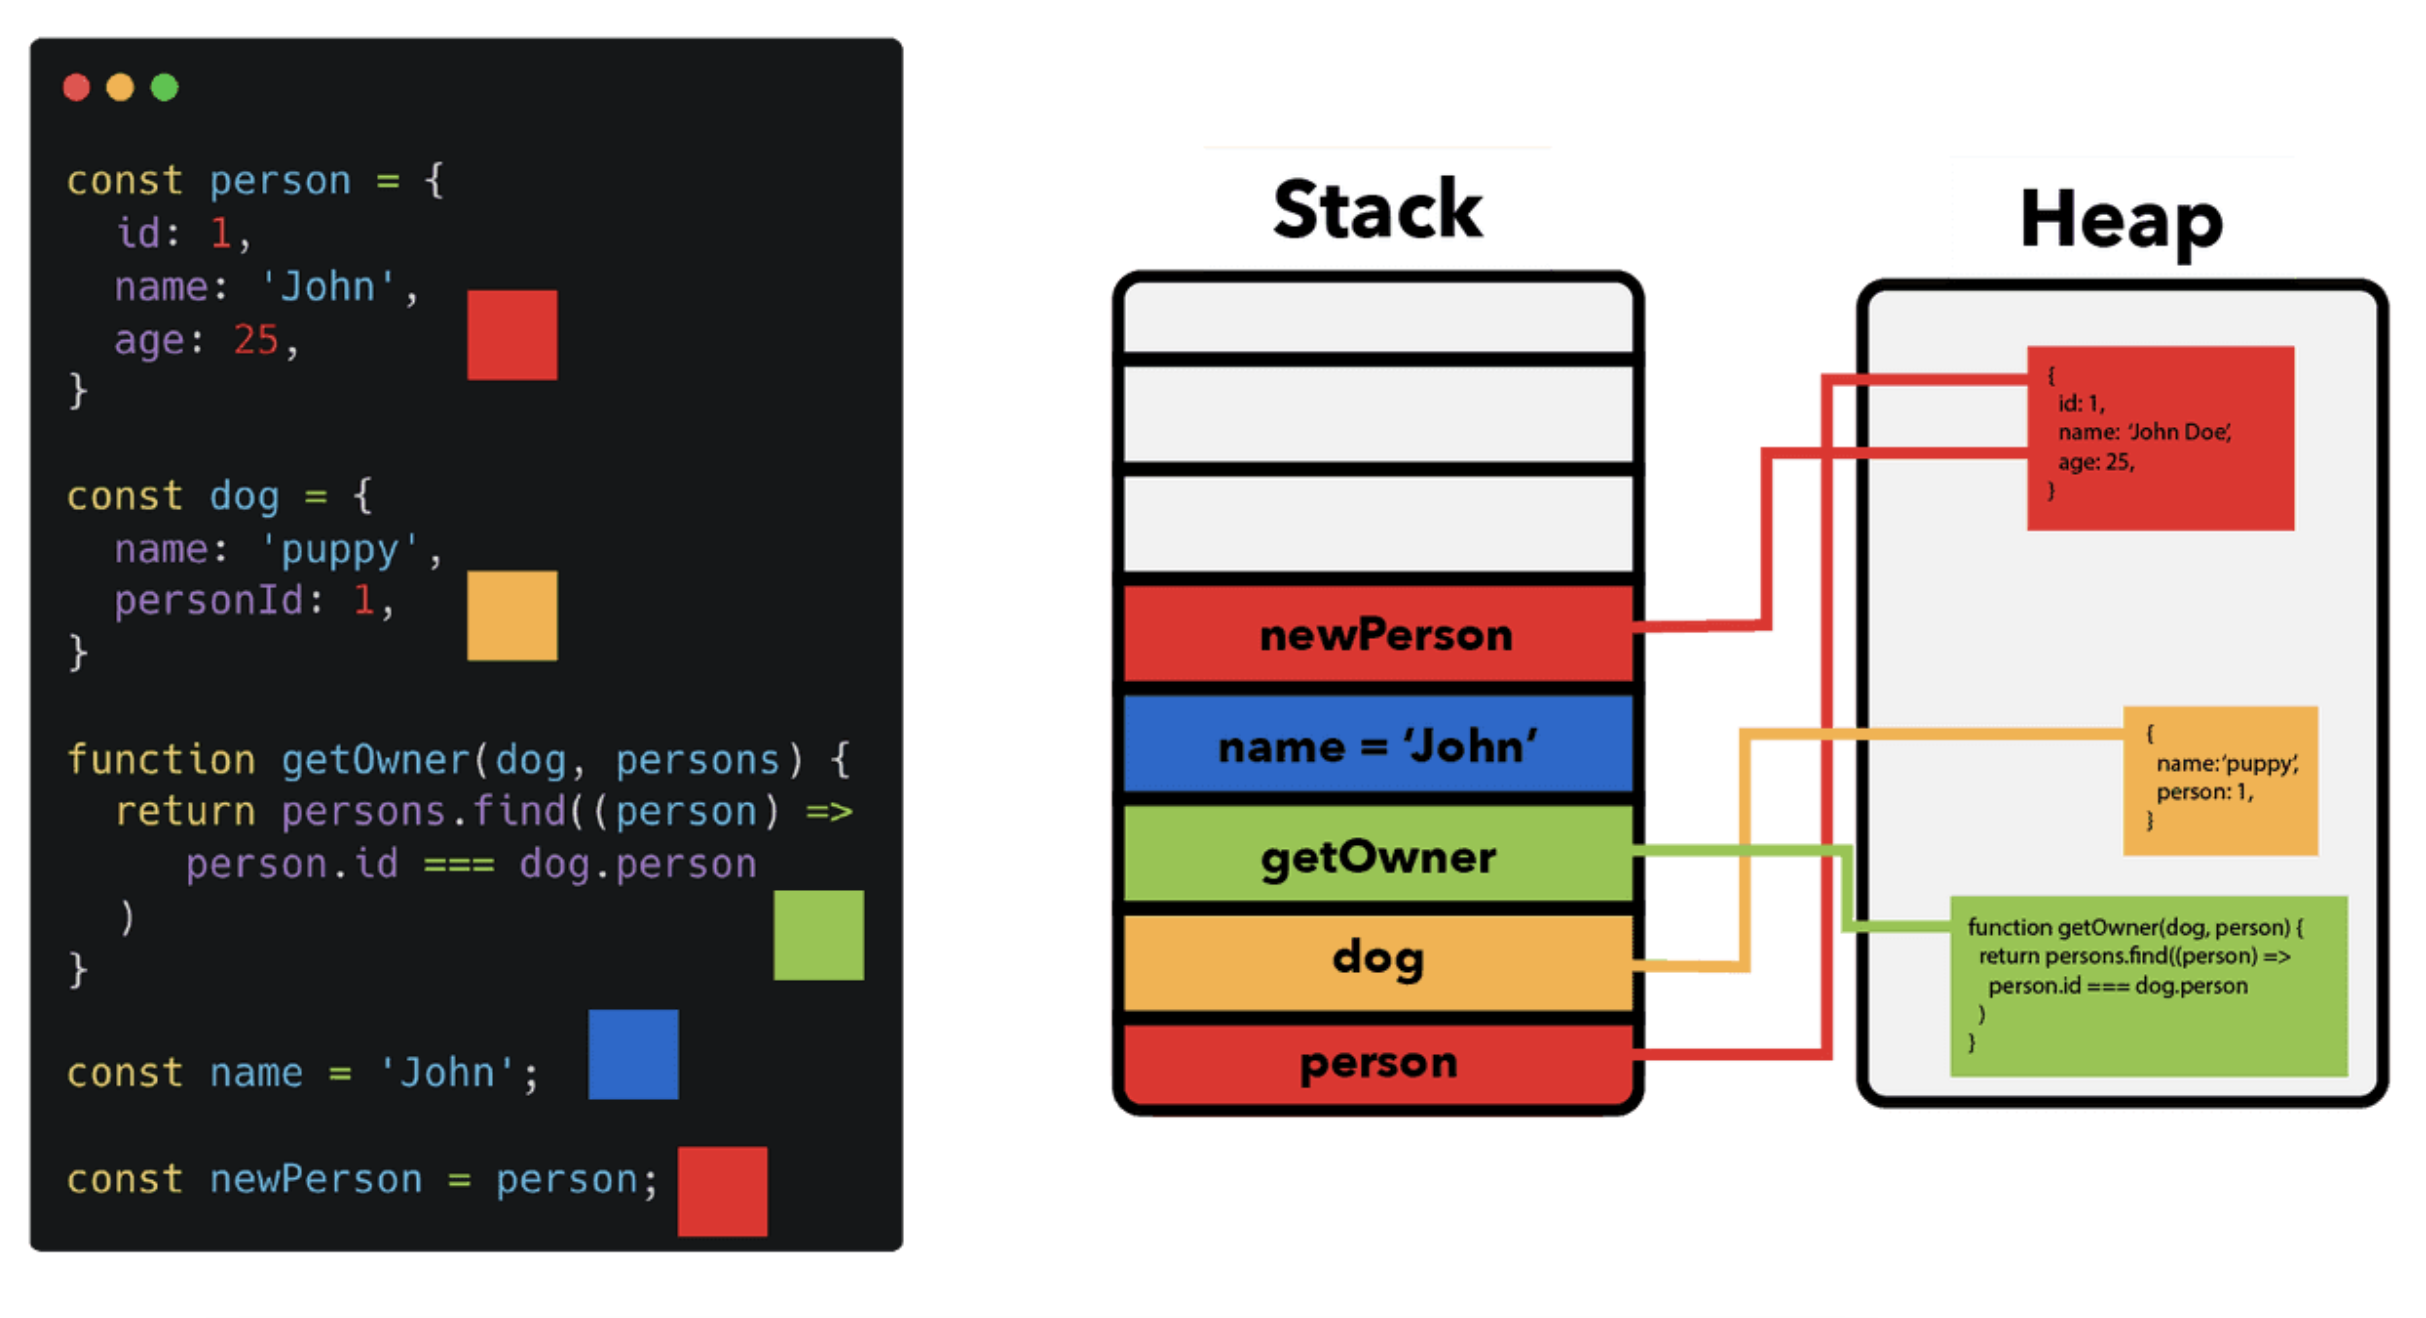 const person = {
id: 1,
name: 'John',
age: 25,
}
const dog = {
name: 'puppy',
personId: 1,
}
function getOwner(dog, persons) {
return persons.find((person) =>
person.id === dog.person
)
}
const name = 'John';
const newPerson = person;
Stack
newPerson
name = ‘John’
getOwner
dog
person
Heap
{
id: 1,
name: ‘John Doe’,
age: 25,
}
{
name:‘puppy’,
person: 1,
}
function getOwner(dog, person) {
return persons.find((person) =>
person.id === dog.person
)
}